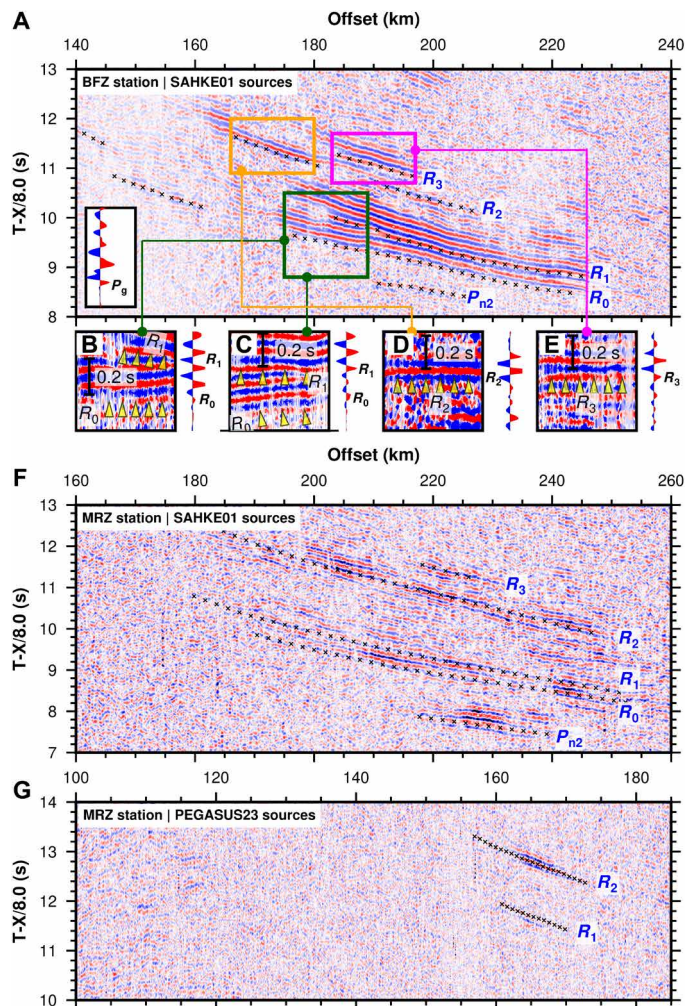 A
Offset (km)
140 160 180 200 220 240
13
12
11
10
9
8
T-X/8.0 (s)
BFZ station | SAHKE01 sources
Pg
R3
R2
R1
R0
Pn2
B
R1
0.2 s
R0
R1
R0
C
0.2 s
R1
R0
R1
R0
D
0.2 s
R2
R2
E
0.2 s
R3
R3
F
Offset (km)
160 180 200 220 240 260
13
12
11
10
9
8
7
T-X/8.0 (s)
MRZ station | SAHKE01 sources
R3
R2
R1
R0
Pn2
G
100 120 140 160 180
14
13
12
11
10
T-X/8.0 (s)
MRZ station | PEGASUS23 sources
R2
R1